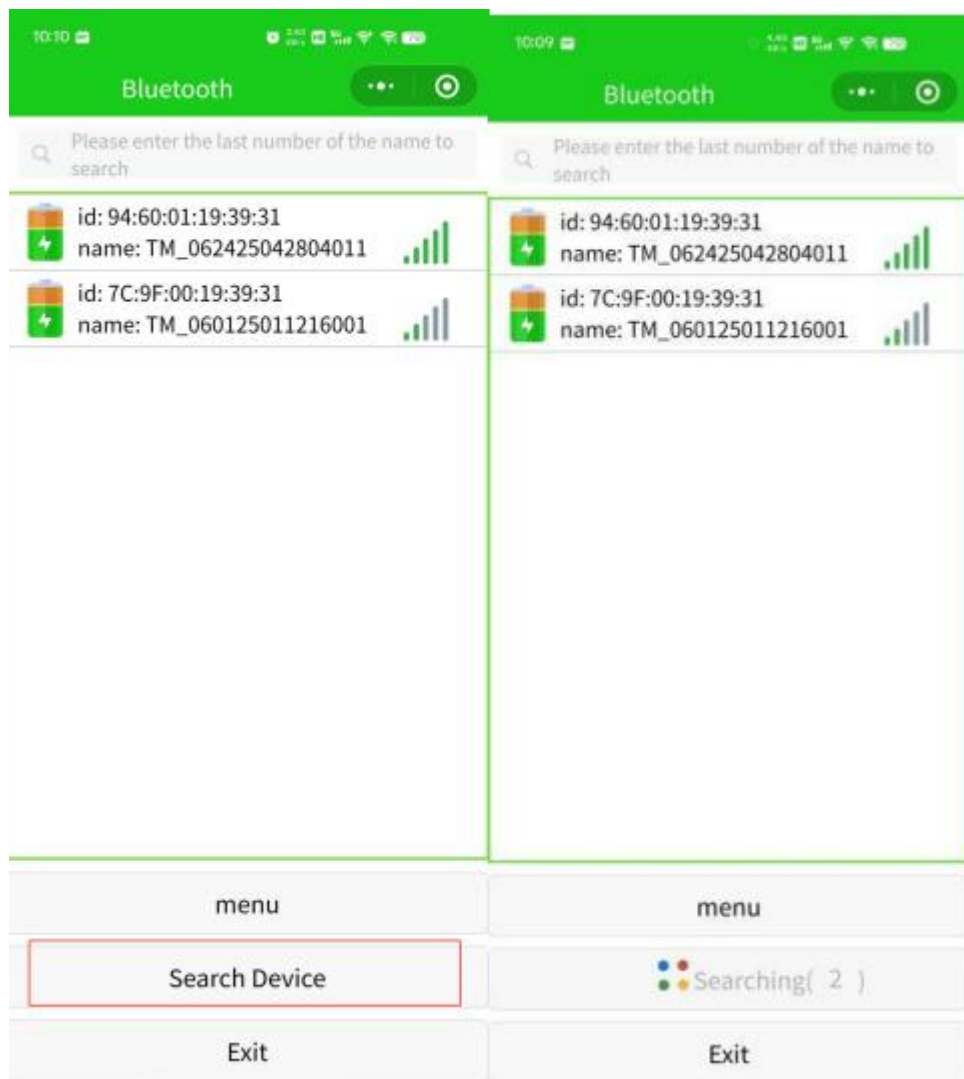 10:10
Bluetooth
Please enter the last number of the name to
search
id: 94:60:01:19:39:31
name: TM_062425042804011
id: 7C:9F:00:19:39:31
name: TM_060125011216001
menu
Search Device
Exit
10:09
Bluetooth
Please enter the last number of the name to
search
id: 94:60:01:19:39:31
name: TM_062425042804011
id: 7C:9F:00:19:39:31
name: TM_060125011216001
menu
Searching( 2 )
Exit